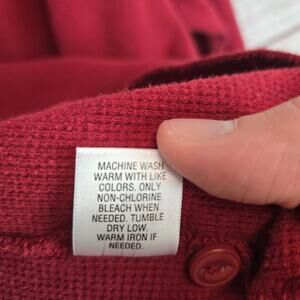 MACHINE WASH
WARM WITH LIKE
COLORS. ONLY
NON-CHLORINE
BLEACH WHEN
NEEDED. TUMBLE
DRY LOW.
WARM IRON IF
NEEDED.